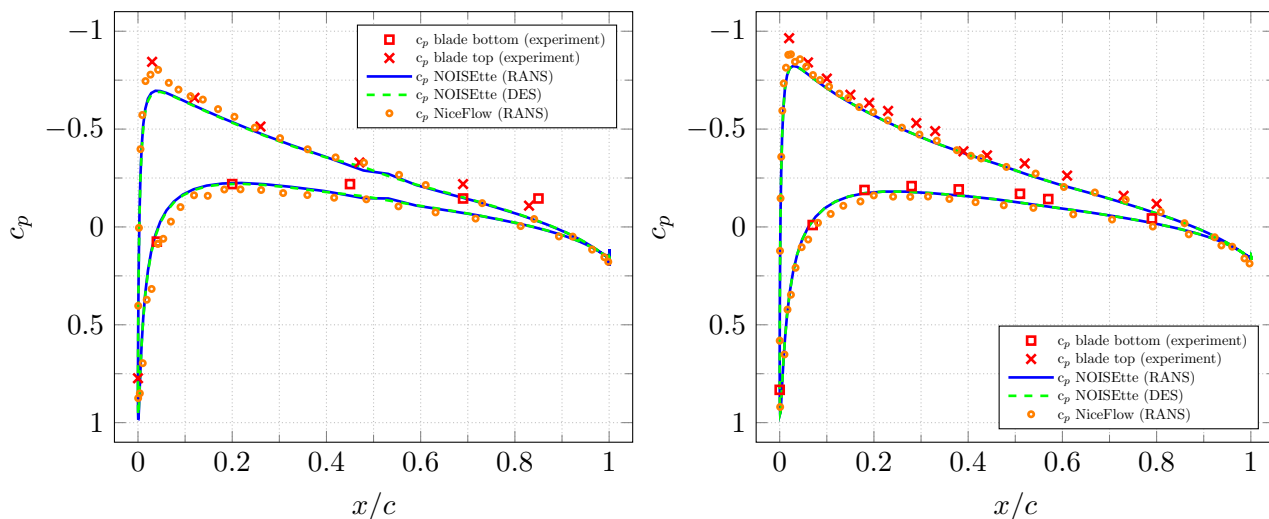 −1
−0.5
0
0.5
1
c_p
0
0.2
0.4
0.6
0.8
1
x/c
c_p blade bottom (experiment)
c_p blade top (experiment)
c_p NOISEtte (RANS)
c_p NOISEtte (DES)
c_p NiceFlow (RANS)
−1
−0.5
0
0.5
1
c_p
0
0.2
0.4
0.6
0.8
1
x/c
c_p blade bottom (experiment)
c_p blade top (experiment)
c_p NOISEtte (RANS)
c_p NOISEtte (DES)
c_p NiceFlow (RANS)